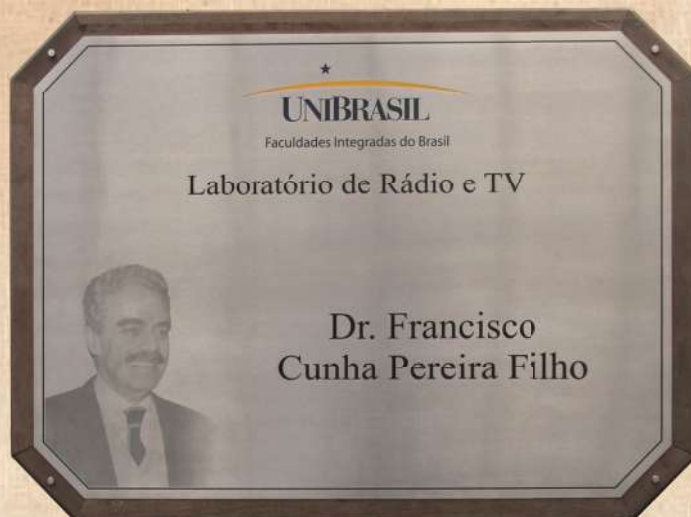 UNIBRASIL
Faculdades Integradas do Brasil
Laboratório de Rádio e TV
Dr. Francisco
Cunha Pereira Filho